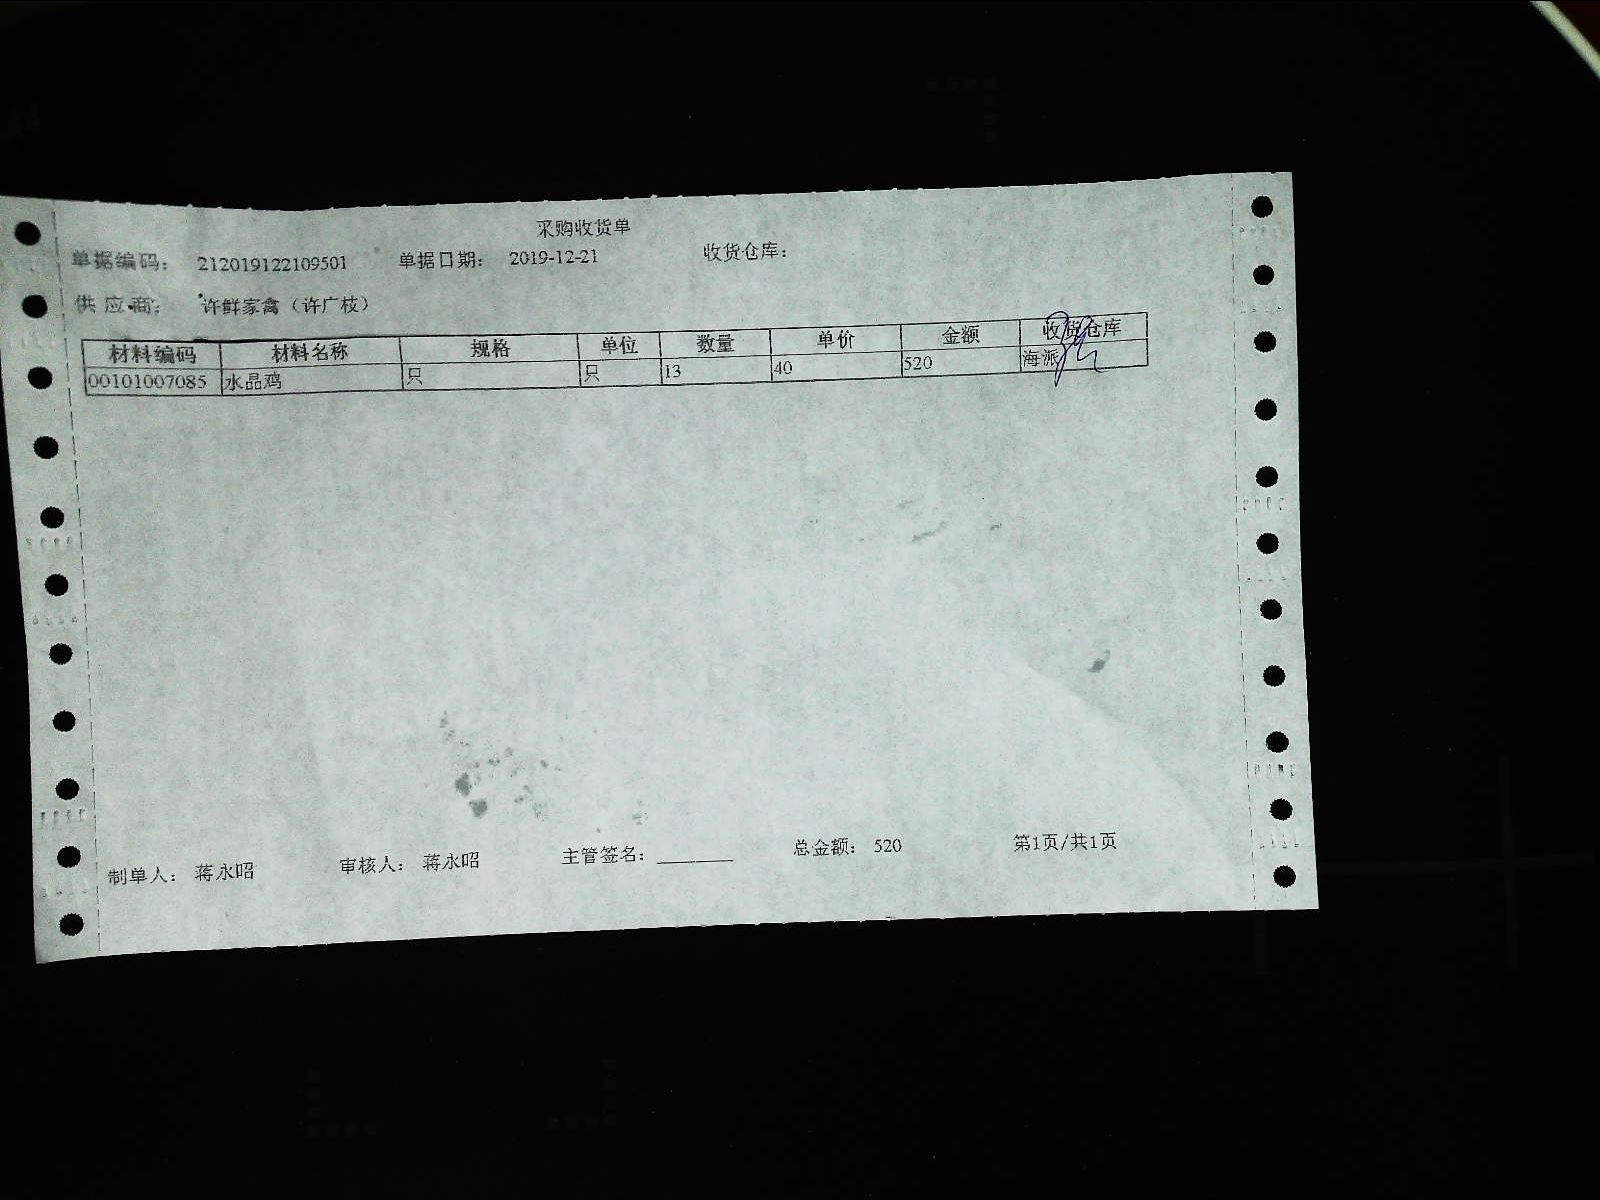 采购收货单
单据编码： 212019122109501 单据日期： 2019-12-21 收货仓库：
供应商： 许鲜家禽（许广枝）
材料编码 材料名称 规格 单位 数量 单价 金额 收货仓库
00101007085 水晶鸡 只 只 13 40 520 海派
制单人： 蒋永昭 审核人： 蒋永昭 主管签名： 总金额： 520 第1页/共1页